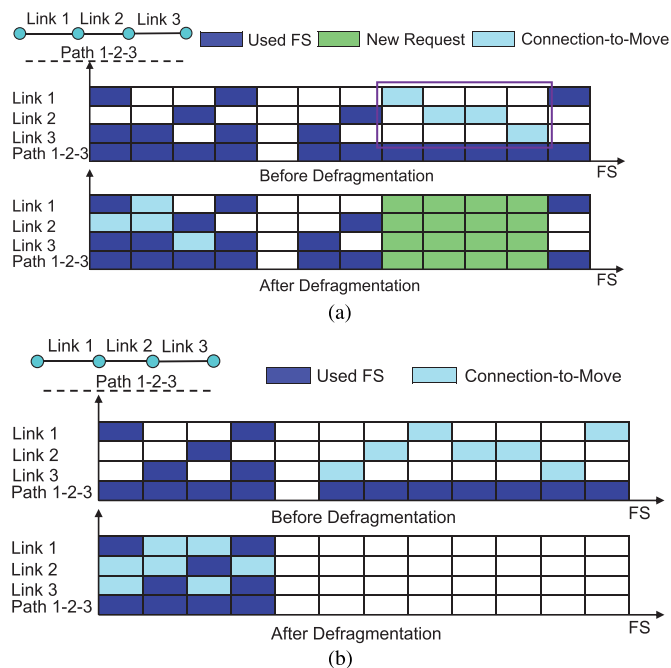 Link 1 Link 2 Link 3
Used FS New Request Connection-to-Move
Path 1-2-3
Link 1
Link 2
Link 3
Path 1-2-3
FS
Before Defragmentation
Link 1
Link 2
Link 3
Path 1-2-3
FS
After Defragmentation
(a)
Link 1 Link 2 Link 3
Path 1-2-3
Used FS Connection-to-Move
Link 1
Link 2
Link 3
Path 1-2-3
FS
Before Defragmentation
Link 1
Link 2
Link 3
Path 1-2-3
FS
After Defragmentation
(b)